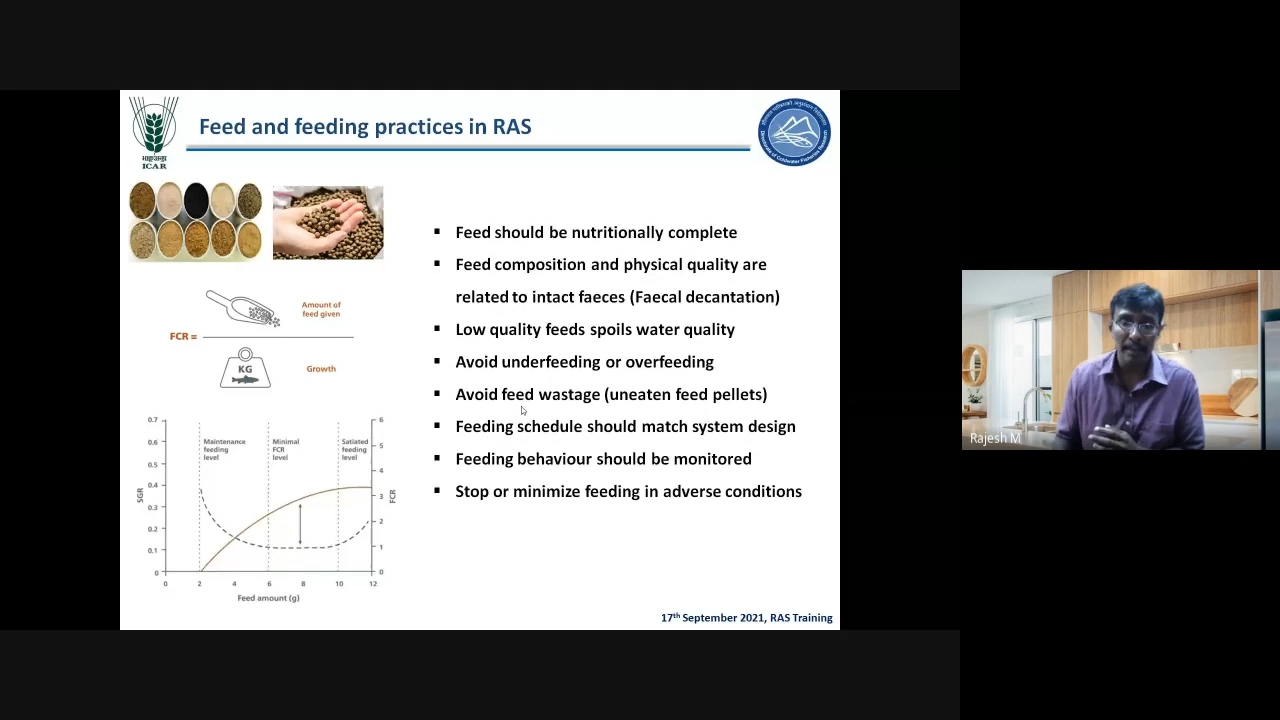 Feed and feeding practices in RAS
ICAR
Directorate of Coldwater Fisheries Research
Amount of
feed given
FCR =
KG
Growth
0.7
0.6
0.5
0.4
0.3
0.2
0.1
0
SGR
Maintenance
feeding
level
Minimal
FCR
level
Satiated
feeding
level
6
5
4
3
2
1
0
FCR
0 2 4 6 8 10 12
Feed amount (g)
▪ Feed should be nutritionally complete
▪ Feed composition and physical quality are
related to intact faeces (Faecal decantation)
▪ Low quality feeds spoils water quality
▪ Avoid underfeeding or overfeeding
▪ Avoid feed wastage (uneaten feed pellets)
▪ Feeding schedule should match system design
▪ Feeding behaviour should be monitored
▪ Stop or minimize feeding in adverse conditions
17th September 2021, RAS Training
Rajesh M